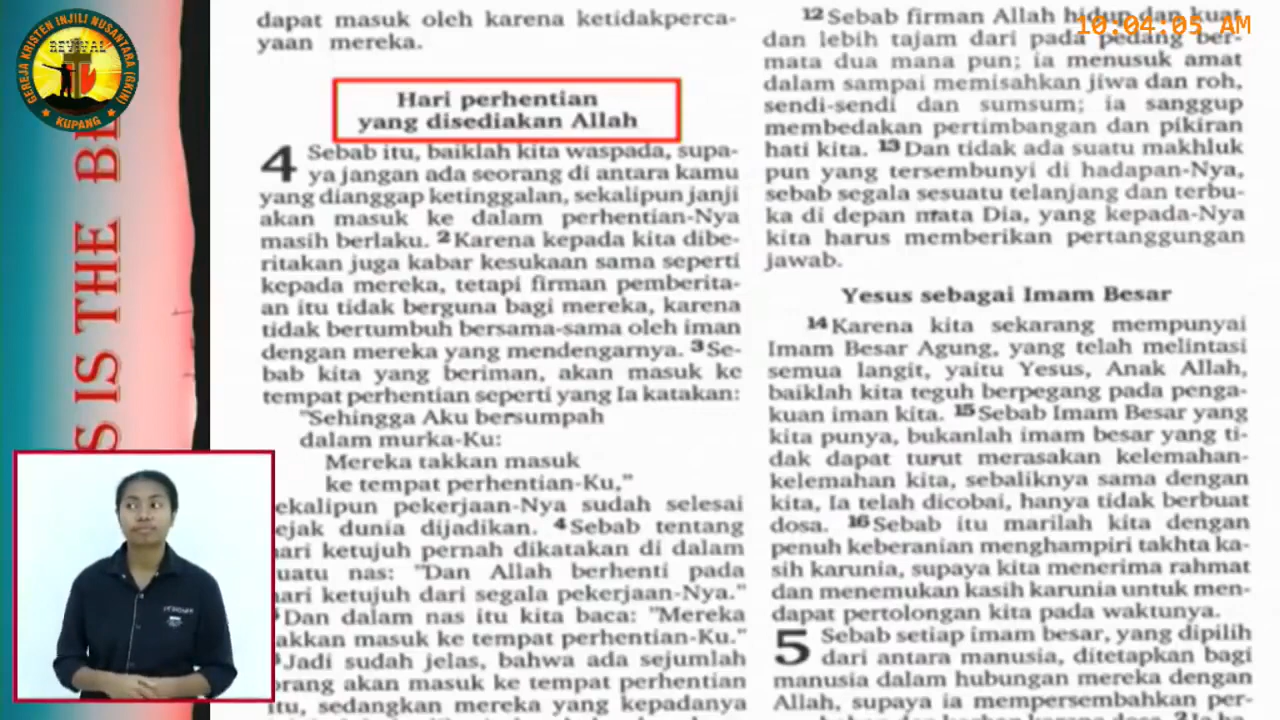 GEREJA KRISTEN INJILI NUSANTARA (GKIN)
REVIVAL
KUPANG
10:04:05 AM
S IS THE
dapat masuk oleh karena ketidakperca-
yaan mereka.
Hari perhentian
yang disediakan Allah
4 Sebab itu, baiklah kita waspada, supa-
ya jangan ada seorang di antara kamu
yang dianggap ketinggalan, sekalipun janji
akan masuk ke dalam perhentian-Nya
masih berlaku. 2 Karena kepada kita dibe-
ritakan juga kabar kesukaan sama seperti
kepada mereka, tetapi firman pemberita-
an itu tidak berguna bagi mereka, karena
tidak bertumbuh bersama-sama oleh iman
dengan mereka yang mendengarnya. 3 Se-
bab kita yang beriman, akan masuk ke
tempat perhentian seperti yang Ia katakan:
"Sehingga Aku bersumpah
dalam murka-Ku:
Mereka takkan masuk
ke tempat perhentian-Ku,"
ekalipun pekerjaan-Nya sudah selesai
ejak dunia dijadikan. 4 Sebab tentang
ari ketujuh pernah dikatakan di dalam
uatu nas: "Dan Allah berhenti pada
ari ketujuh dari segala pekerjaan-Nya."
Dan dalam nas itu kita baca: "Mereka
akkan masuk ke tempat perhentian-Ku."
Jadi sudah jelas, bahwa ada sejumlah
orang akan masuk ke tempat perhentian
itu, sedangkan mereka yang kepadanya
12 Sebab firman Allah hidup dan kuat
dan lebih tajam dari pada pedang ber-
mata dua mana pun; ia menusuk amat
dalam sampai memisahkan jiwa dan roh,
sendi-sendi dan sumsum; ia sanggup
membedakan pertimbangan dan pikiran
hati kita. 13 Dan tidak ada suatu makhluk
pun yang tersembunyi di hadapan-Nya,
sebab segala sesuatu telanjang dan terbu-
ka di depan mata Dia, yang kepada-Nya
kita harus memberikan pertanggungan
jawab.
Yesus sebagai Imam Besar
14 Karena kita sekarang mempunyai
Imam Besar Agung, yang telah melintasi
semua langit, yaitu Yesus, Anak Allah,
baiklah kita teguh berpegang pada penga-
kuan iman kita. 15 Sebab Imam Besar yang
kita punya, bukanlah imam besar yang ti-
dak dapat turut merasakan kelemahan-
kelemahan kita, sebaliknya sama dengan
kita, Ia telah dicobai, hanya tidak berbuat
dosa. 16 Sebab itu marilah kita dengan
penuh keberanian menghampiri takhta ka-
sih karunia, supaya kita menerima rahmat
dan menemukan kasih karunia untuk men-
dapat pertolongan kita pada waktunya.
5 Sebab setiap imam besar, yang dipilih
dari antara manusia, ditetapkan bagi
manusia dalam hubungan mereka dengan
Allah, supaya ia mempersembahkan per-